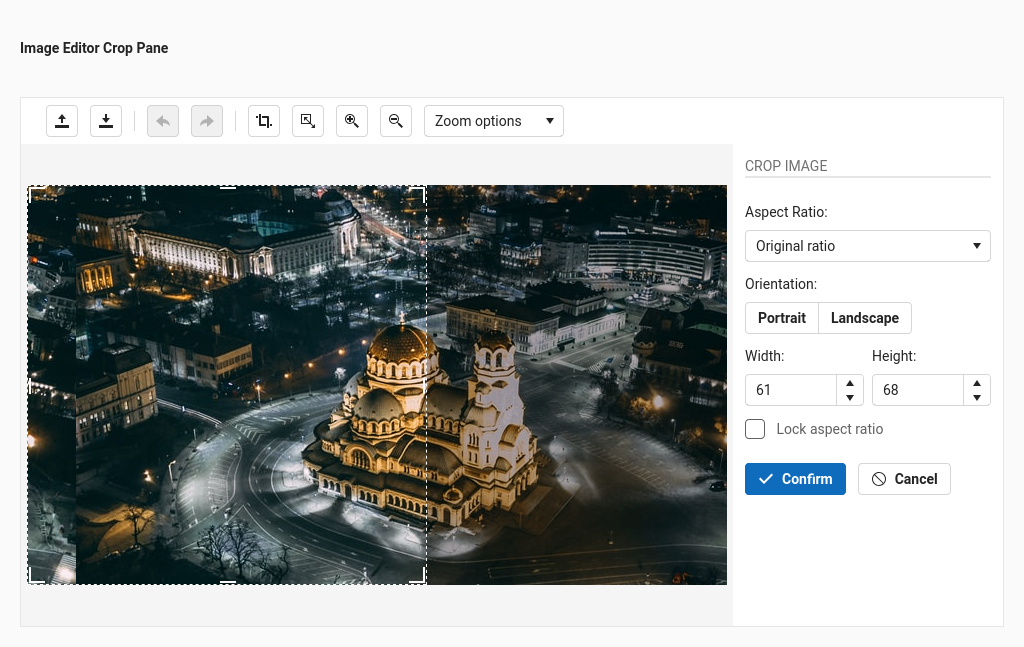 Image Editor Crop Pane
Zoom options
CROP IMAGE
Aspect Ratio:
Original ratio
Orientation:
Portrait Landscape
Width: Height:
61 68
Lock aspect ratio
Confirm Cancel